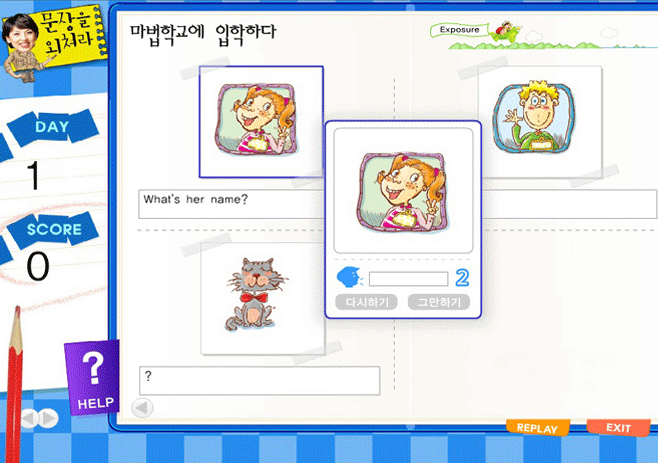 문장을
외쳐라
마법학교에 입학하다
Exposure
DAY
1
What's her name?
SCORE
0
2
다시하기
그만하기
?
HELP
?
REPLAY
EXIT